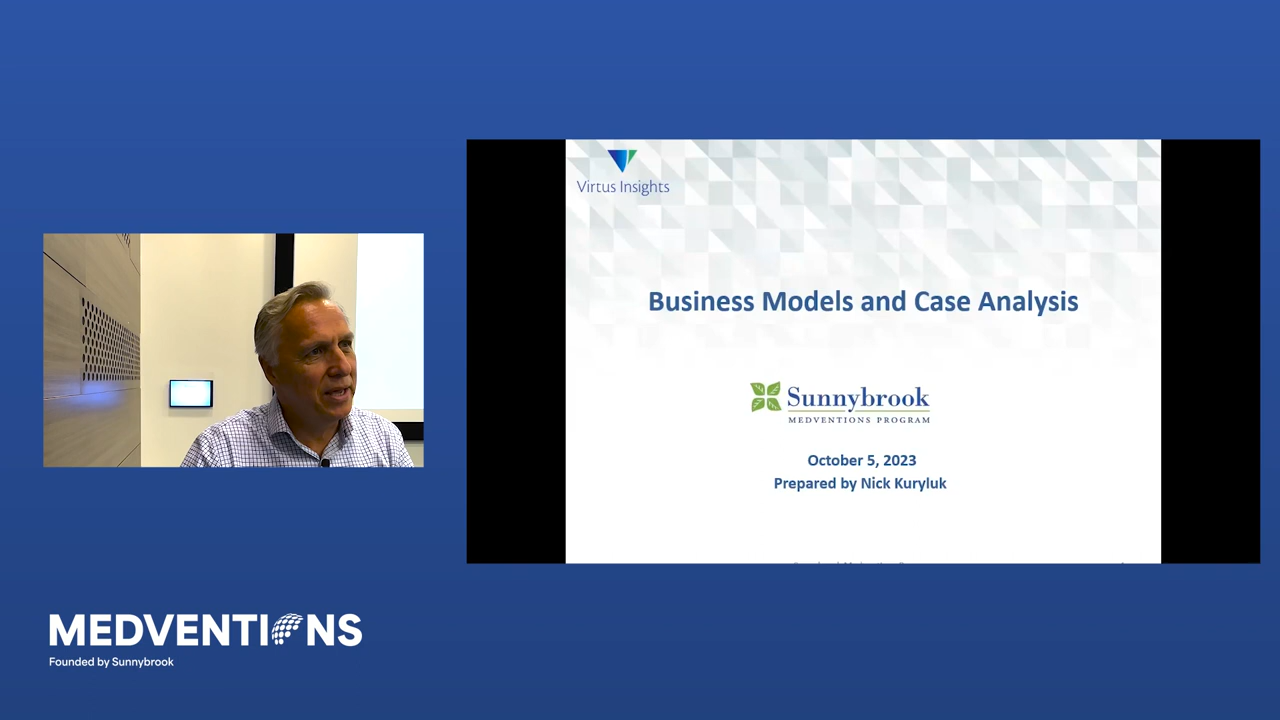 Virtus Insights
Business Models and Case Analysis
Sunnybrook
MEDVENTIONS PROGRAM
October 5, 2023
Prepared by Nick Kuryluk
MEDVENTIONS
Founded by Sunnybrook